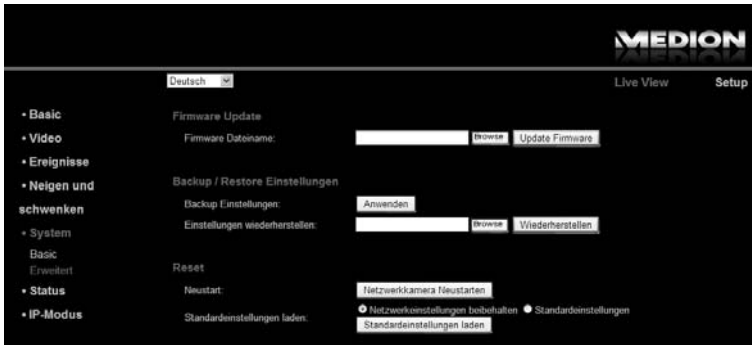 MEDION
Deutsch
Live View Setup
• Basic
• Video
• Ereignisse
• Neigen und
schwenken
• System
Basic
Erweitert
• Status
• IP-Modus
Firmware Update
Firmware Dateiname: Browse Update Firmware
Backup / Restore Einstellungen
Backup Einstellungen: Anwenden
Einstellungen wiederherstellen: Browse Wiederherstellen
Reset
Neustart: Netzwerkkamera Neustarten
Standardeinstellungen laden: Netzwerkeinstellungen beibehalten Standardeinstellungen
Standardeinstellungen laden